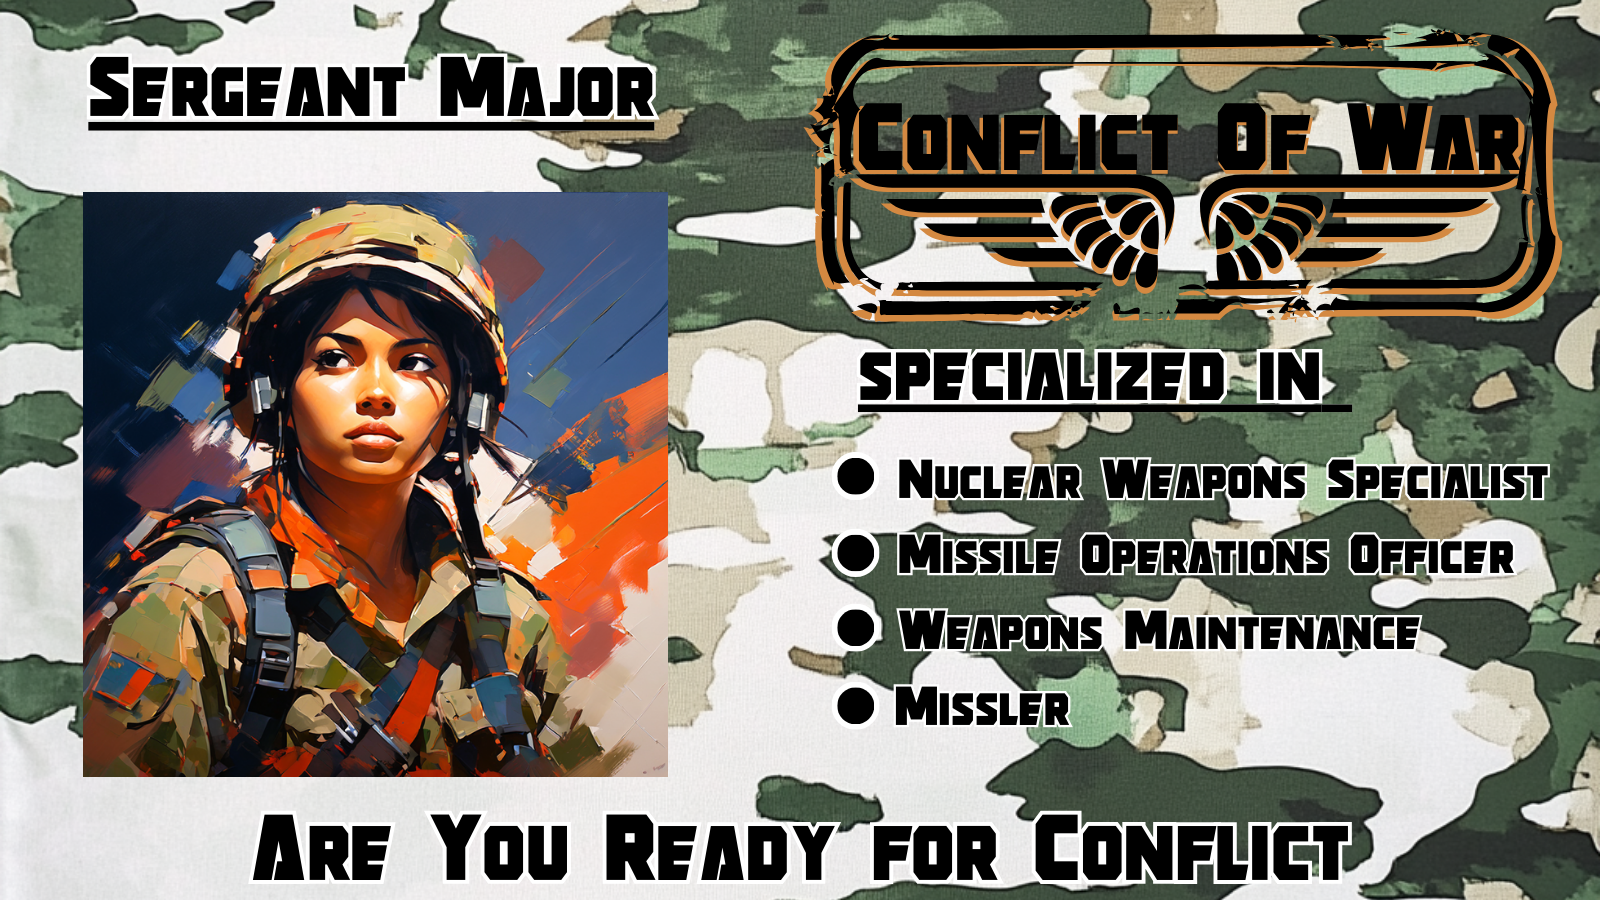 Sergeant Major
Conflict Of War
SPECIALIZED IN
Nuclear Weapons Specialist
Missile Operations Officer
Weapons Maintenance
Missler
Are You Ready for Conflict